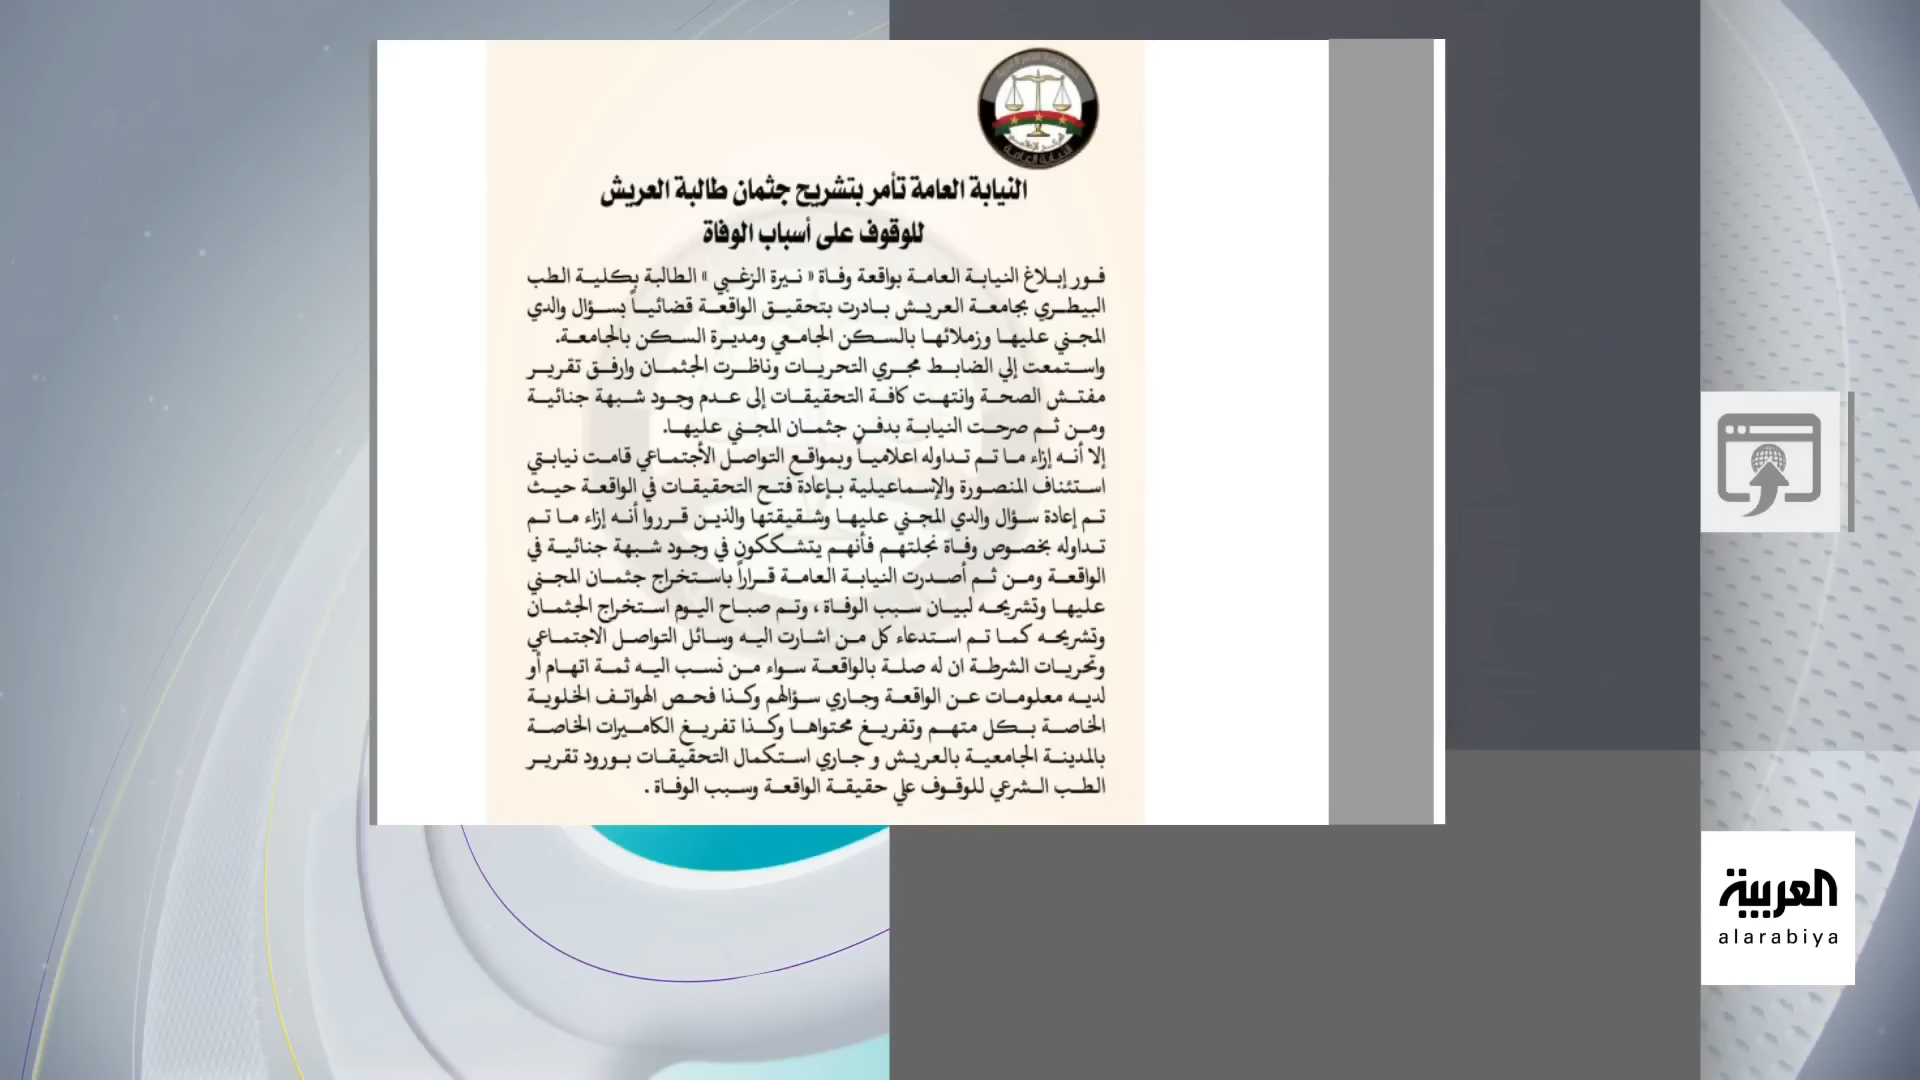 النيابة العامة تأمر بتشريح جثمان طالبة العريش
للوقوف على أسباب الوفاة
فور إبلاغ النيابة العامة بواقعة وفاة « نيرة الزغبي » الطالبة بكلية الطب
البيطري بجامعة العريش بادرت بتحقيق الواقعة قضائياً بسؤال والدي
المجني عليها وزملائها بالسكن الجامعي ومديرة السكن بالجامعة.
واستمعت إلي الضابط مجري التحريات وناظرت الجثمان وارفق تقرير
مفتش الصحة وانتهت كافة التحقيقات إلى عدم وجود شبهة جنائية
ومن ثم صرحت النيابة بدفن جثمان المجني عليها.
إلا أنه إزاء ما تم تداوله اعلامياً وبمواقع التواصل الأجتماعي قامت نيابتي
استئناف المنصورة والإسماعيلية بإعادة فتح التحقيقات في الواقعة حيث
تم إعادة سؤال والدي المجني عليها وشقيقتها والذين قرروا أنه إزاء ما تم
تداوله بخصوص وفاة نجلتهم فأنهم يتشككون في وجود شبهة جنائية في
الواقعة ومن ثم أصدرت النيابة العامة قراراً باستخراج جثمان المجني
عليها وتشريحه لبيان سبب الوفاة ، وتم صباح اليوم استخراج الجثمان
وتشريحه كما تم استدعاء كل من اشارت اليه وسائل التواصل الاجتماعي
وتحريات الشرطة ان له صلة بالواقعة سواء من نسب اليه ثمة اتهام أو
لديه معلومات عن الواقعة وجاري سؤالهم وكذا فحص الهواتف الخلوية
الخاصة بكل متهم وتفريغ محتواها وكذا تفريغ الكاميرات الخاصة
بالمدينة الجامعية بالعريش و جاري استكمال التحقيقات بورود تقرير
الطب الشرعي للوقوف علي حقيقة الواقعة وسبب الوفاة .
العربية
alarabiya